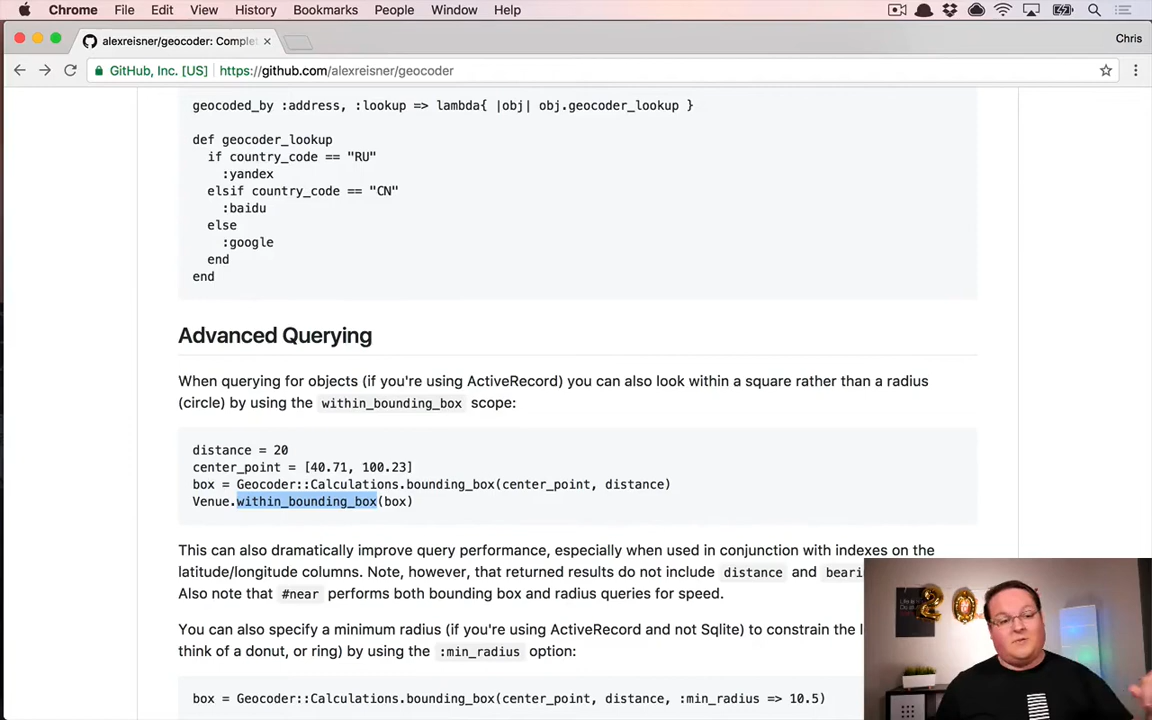 Chrome File Edit View History Bookmarks People Window Help
alexreisner/geocoder: Complet
Chris
GitHub, Inc. [US] https://github.com/alexreisner/geocoder
geocoded_by :address, :lookup => lambda{ |obj| obj.geocoder_lookup }
def geocoder_lookup
if country_code == "RU"
:yandex
elsif country_code == "CN"
:baidu
else
:google
end
end
Advanced Querying
When querying for objects (if you're using ActiveRecord) you can also look within a square rather than a radius
(circle) by using the within_bounding_box scope:
distance = 20
center_point = [40.71, 100.23]
box = Geocoder::Calculations.bounding_box(center_point, distance)
Venue.within_bounding_box(box)
This can also dramatically improve query performance, especially when used in conjunction with indexes on the
latitude/longitude columns. Note, however, that returned results do not include distance and beari
Also note that #near performs both bounding box and radius queries for speed.
You can also specify a minimum radius (if you're using ActiveRecord and not Sqlite) to constrain the l
think of a donut, or ring) by using the :min_radius option:
box = Geocoder::Calculations.bounding_box(center_point, distance, :min_radius => 10.5)
20